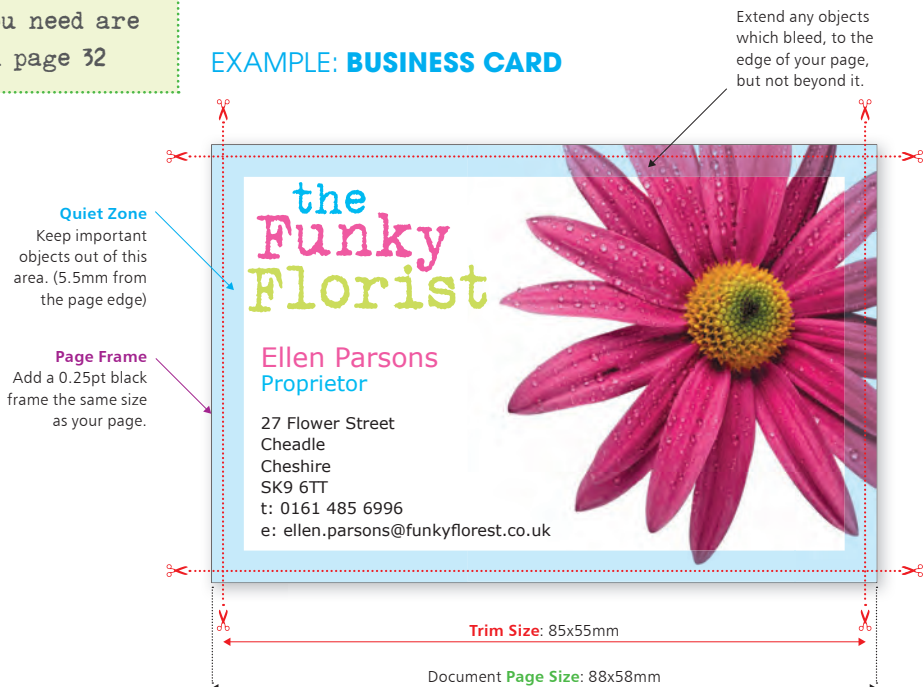 u need are
page 32
EXAMPLE: BUSINESS CARD
Extend any objects
which bleed, to the
edge of your page,
but not beyond it.
Quiet Zone
Keep important
objects out of this
area. (5.5mm from
the page edge)
Page Frame
Add a 0.25pt black
frame the same size
as your page.
the
Funky
Florist
Ellen Parsons
Proprietor
27 Flower Street
Cheadle
Cheshire
SK9 6TT
t: 0161 485 6996
e: ellen.parsons@funkyflorest.co.uk
Trim Size: 85x55mm
Document Page Size: 88x58mm